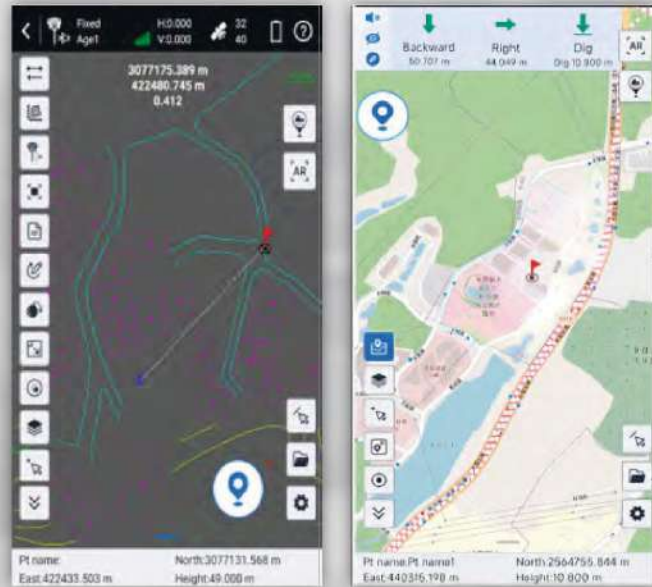 Fixed
Age1
H:0.000
V:0.000
32
40
3077175.389 m
422480.745 m
0.412
AR
Pt name:
North:3077131.568 m
East:422433.503 m
Height:49.000 m
Backward
50.707 m
Right
44.049 m
Dig
Dig:10.800 m
AR
Pt name:Pt name1
North:2564755.844 m
East:440316.198 m
Height:10.800 m